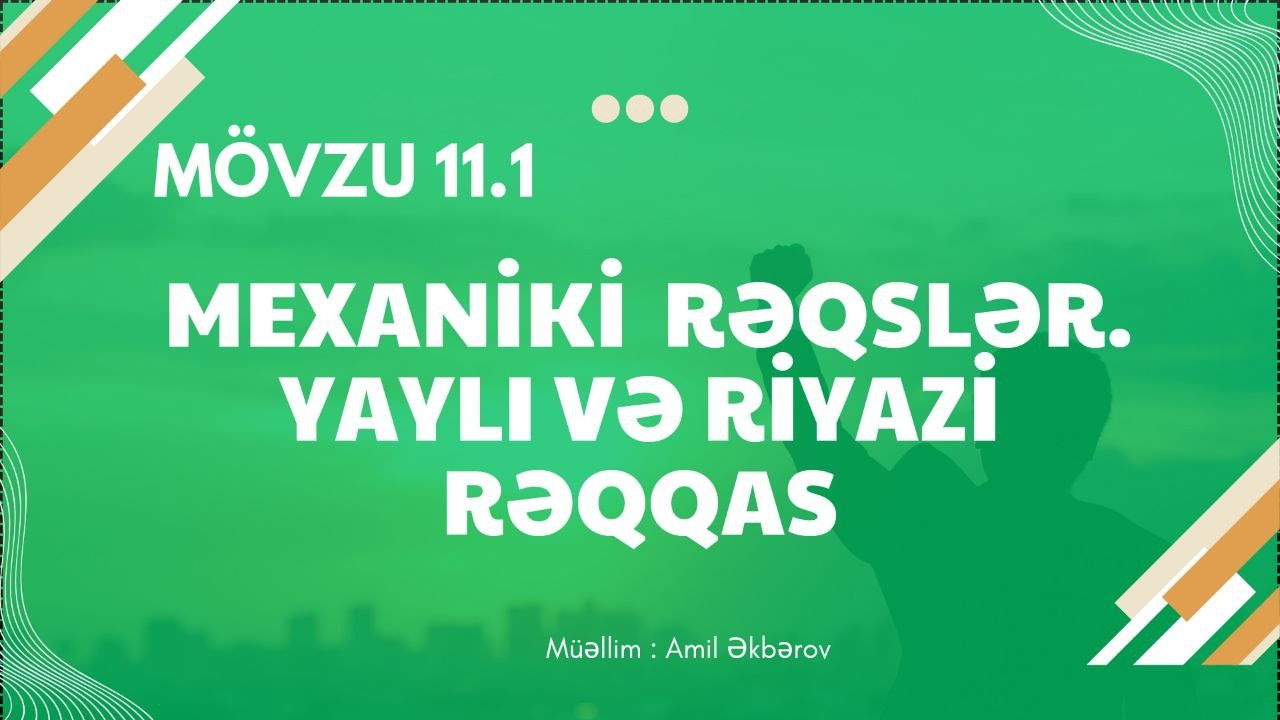 MÖVZU 11.1
MEXANİKİ RƏQSLƏR.
YAYLI VƏ RİYAZİ
RƏQQAS
Müəllim : Amil Əkbərov